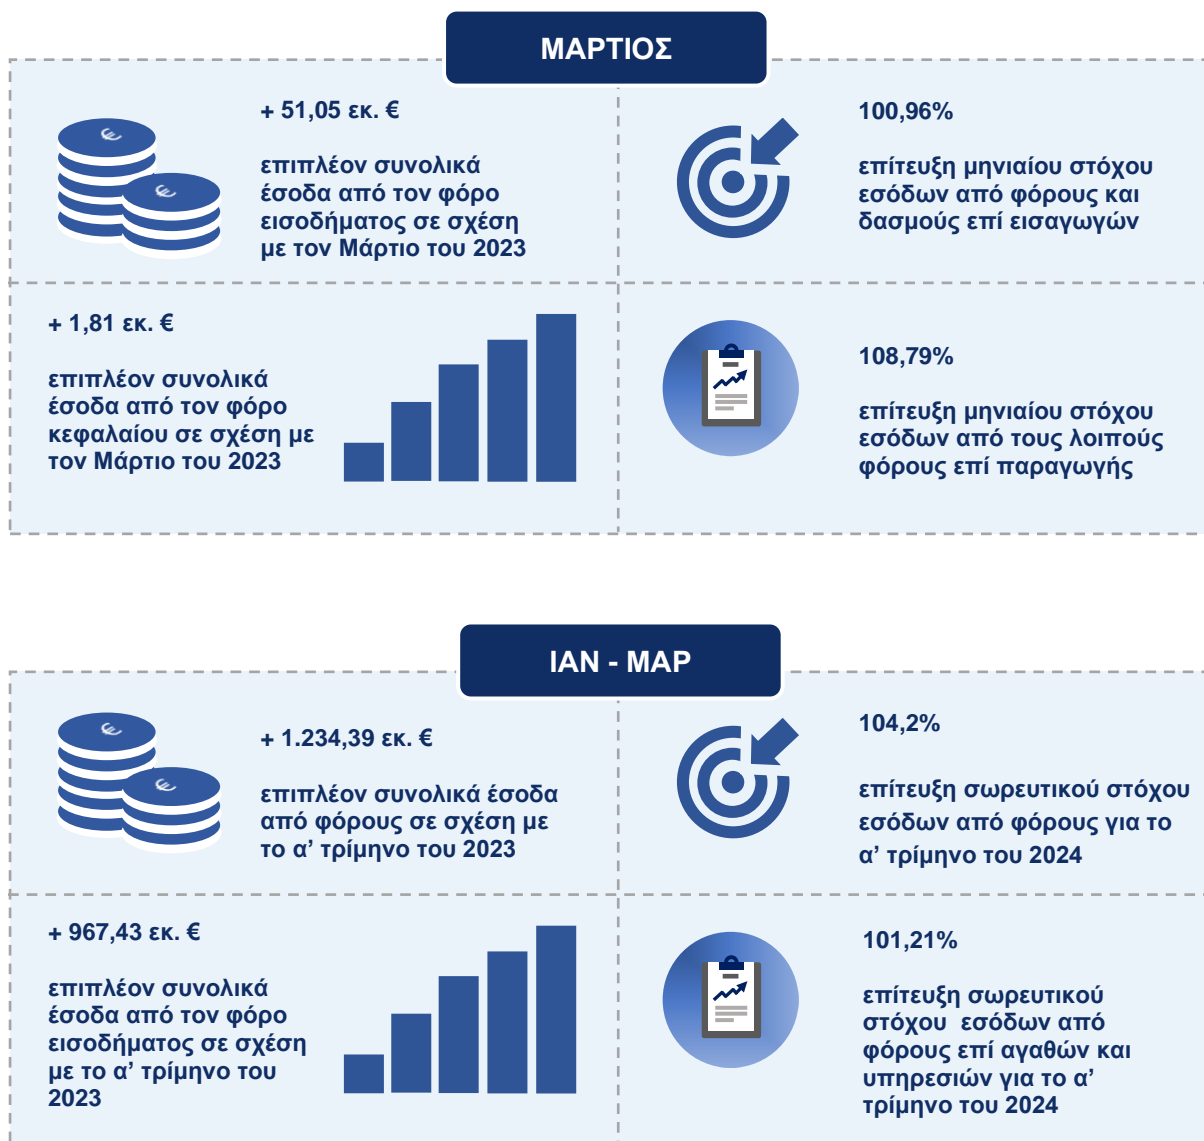 ΜΑΡΤΙΟΣ
+ 51,05 εκ. €
επιπλέον συνολικά
έσοδα από τον φόρο
εισοδήματος σε σχέση
με τον Μάρτιο του 2023
100,96%
επίτευξη μηνιαίου στόχου
εσόδων από φόρους και
δασμούς επί εισαγωγών
+ 1,81 εκ. €
επιπλέον συνολικά
έσοδα από τον φόρο
κεφαλαίου σε σχέση με
τον Μάρτιο του 2023
108,79%
επίτευξη μηνιαίου στόχου
εσόδων από τους λοιπούς
φόρους επί παραγωγής
ΙΑΝ - ΜΑΡ
+ 1.234,39 εκ. €
επιπλέον συνολικά έσοδα
από φόρους σε σχέση με
το α’ τρίμηνο του 2023
104,2%
επίτευξη σωρευτικού στόχου
εσόδων από φόρους για το
α’ τρίμηνο του 2024
+ 967,43 εκ. €
επιπλέον συνολικά
έσοδα από τον φόρο
εισοδήματος σε σχέση
με το α’ τρίμηνο του
2023
101,21%
επίτευξη σωρευτικού
στόχου  εσόδων από
φόρους επί αγαθών και
υπηρεσιών για το α’
τρίμηνο του 2024